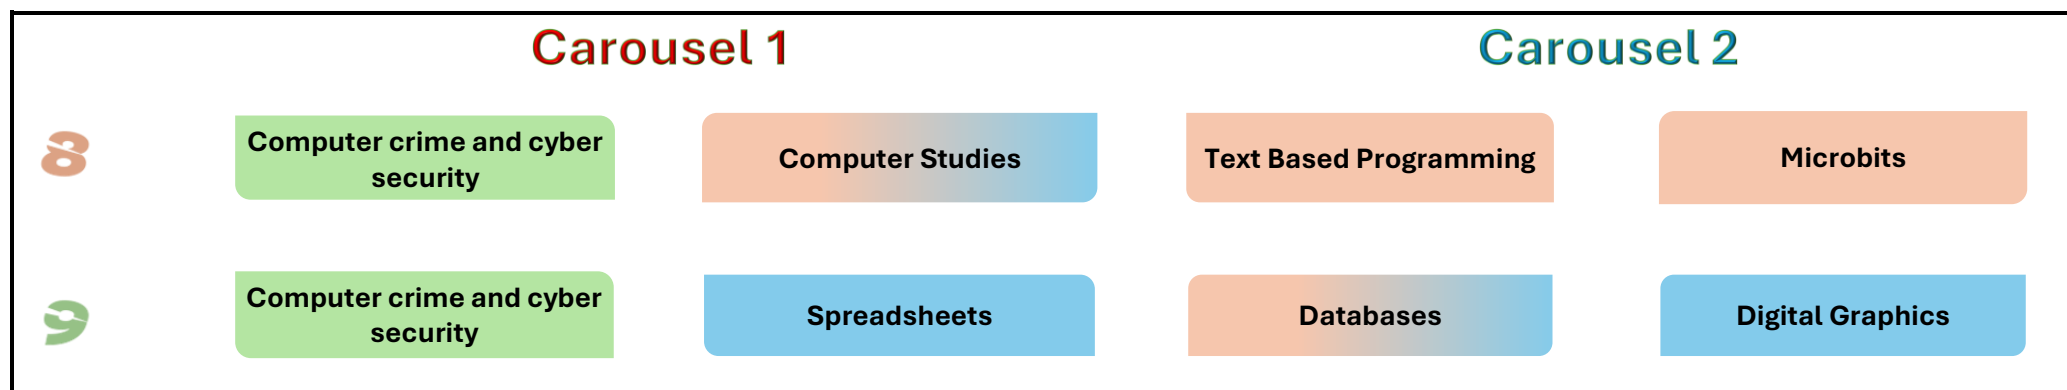 Carousel 1
Carousel 2
8
Computer crime and cyber
security
Computer Studies
Text Based Programming
Microbits
9
Computer crime and cyber
security
Spreadsheets
Databases
Digital Graphics